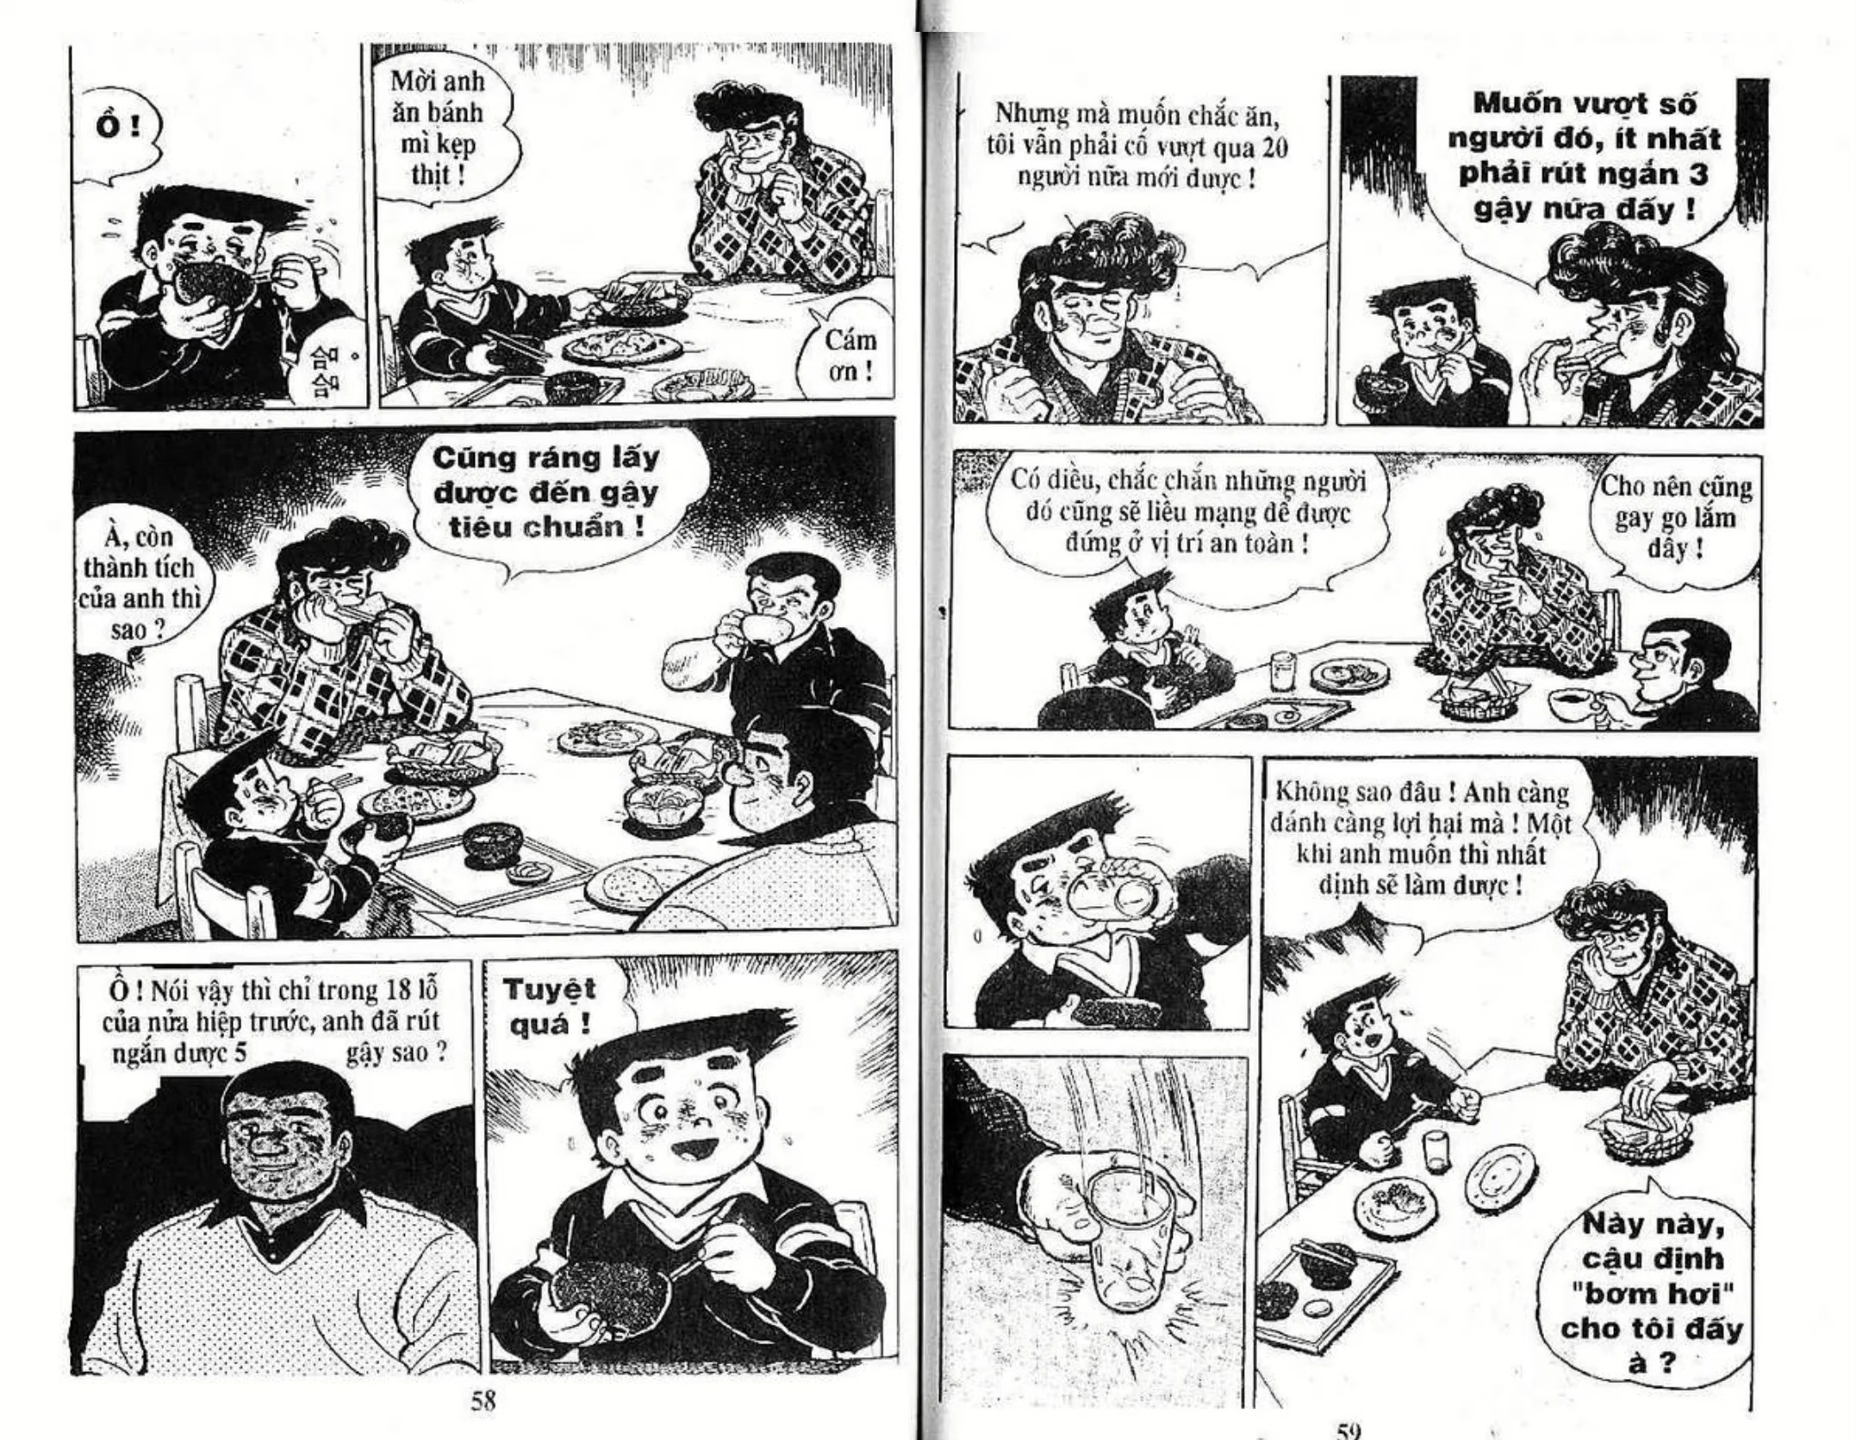 Ồ !
Mời anh
ăn bánh
mì kẹp
thịt !
Cám
ơn !
Cũng ráng lấy
được đến gậy
tiêu chuẩn !
À, còn
thành tích
của anh thì
sao ?
Ồ ! Nói vậy thì chỉ trong 18 lỗ
của nửa hiệp trước, anh đã rút
ngắn được 5 gậy sao ?
Tuyệt
quá !
58
Nhưng mà muốn chắc ăn,
tôi vẫn phải cố vượt qua 20
người nữa mới được !
Muốn vượt số
người đó, ít nhất
phải rút ngắn 3
gậy nữa đấy !
Có điều, chắc chắn những người
đó cũng sẽ liều mạng để được
đứng ở vị trí an toàn !
Cho nên cũng
gay go lắm
đây !
Không sao đâu ! Anh càng
đánh càng lợi hại mà ! Một
khi anh muốn thì nhất
định sẽ làm được !
Này này,
cậu định
"bơm hơi"
cho tôi đấy
à ?
59